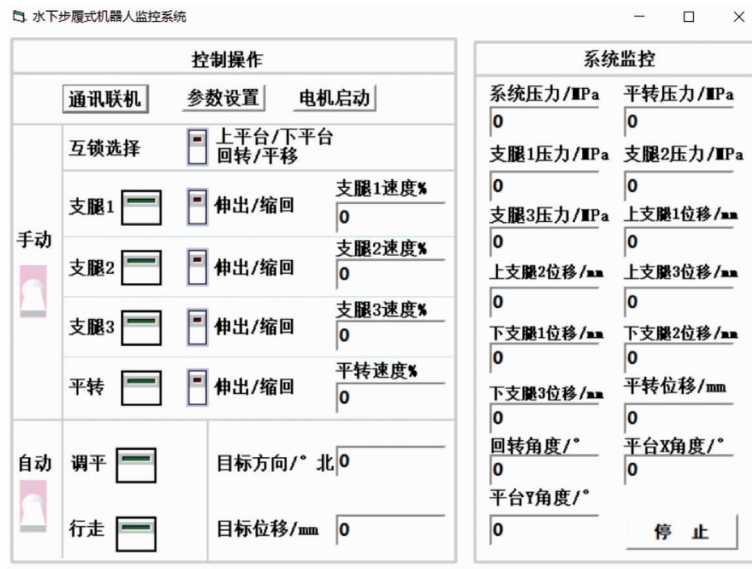 水下步履式机器人监控系统
控制操作
通讯联机 参数设置 电机启动
手动
互锁选择 上平台/下平台
回转/平移
支腿1 伸出/缩回 支腿1速度%
0
支腿2 伸出/缩回 支腿2速度%
0
支腿3 伸出/缩回 支腿3速度%
0
平转 伸出/缩回 平转速度%
0
自动
调平 目标方向/° 北 0
行走 目标位移/mm 0
系统监控
系统压力/MPa 平转压力/MPa
0 0
支腿1压力/MPa 支腿2压力/MPa
0 0
支腿3压力/MPa 上支腿1位移/mm
0 0
上支腿2位移/mm 上支腿3位移/mm
0 0
下支腿1位移/mm 下支腿2位移/mm
0 0
下支腿3位移/mm 平转位移/mm
0 0
回转角度/° 平台X角度/°
0 0
平台Y角度/°
0 停 止